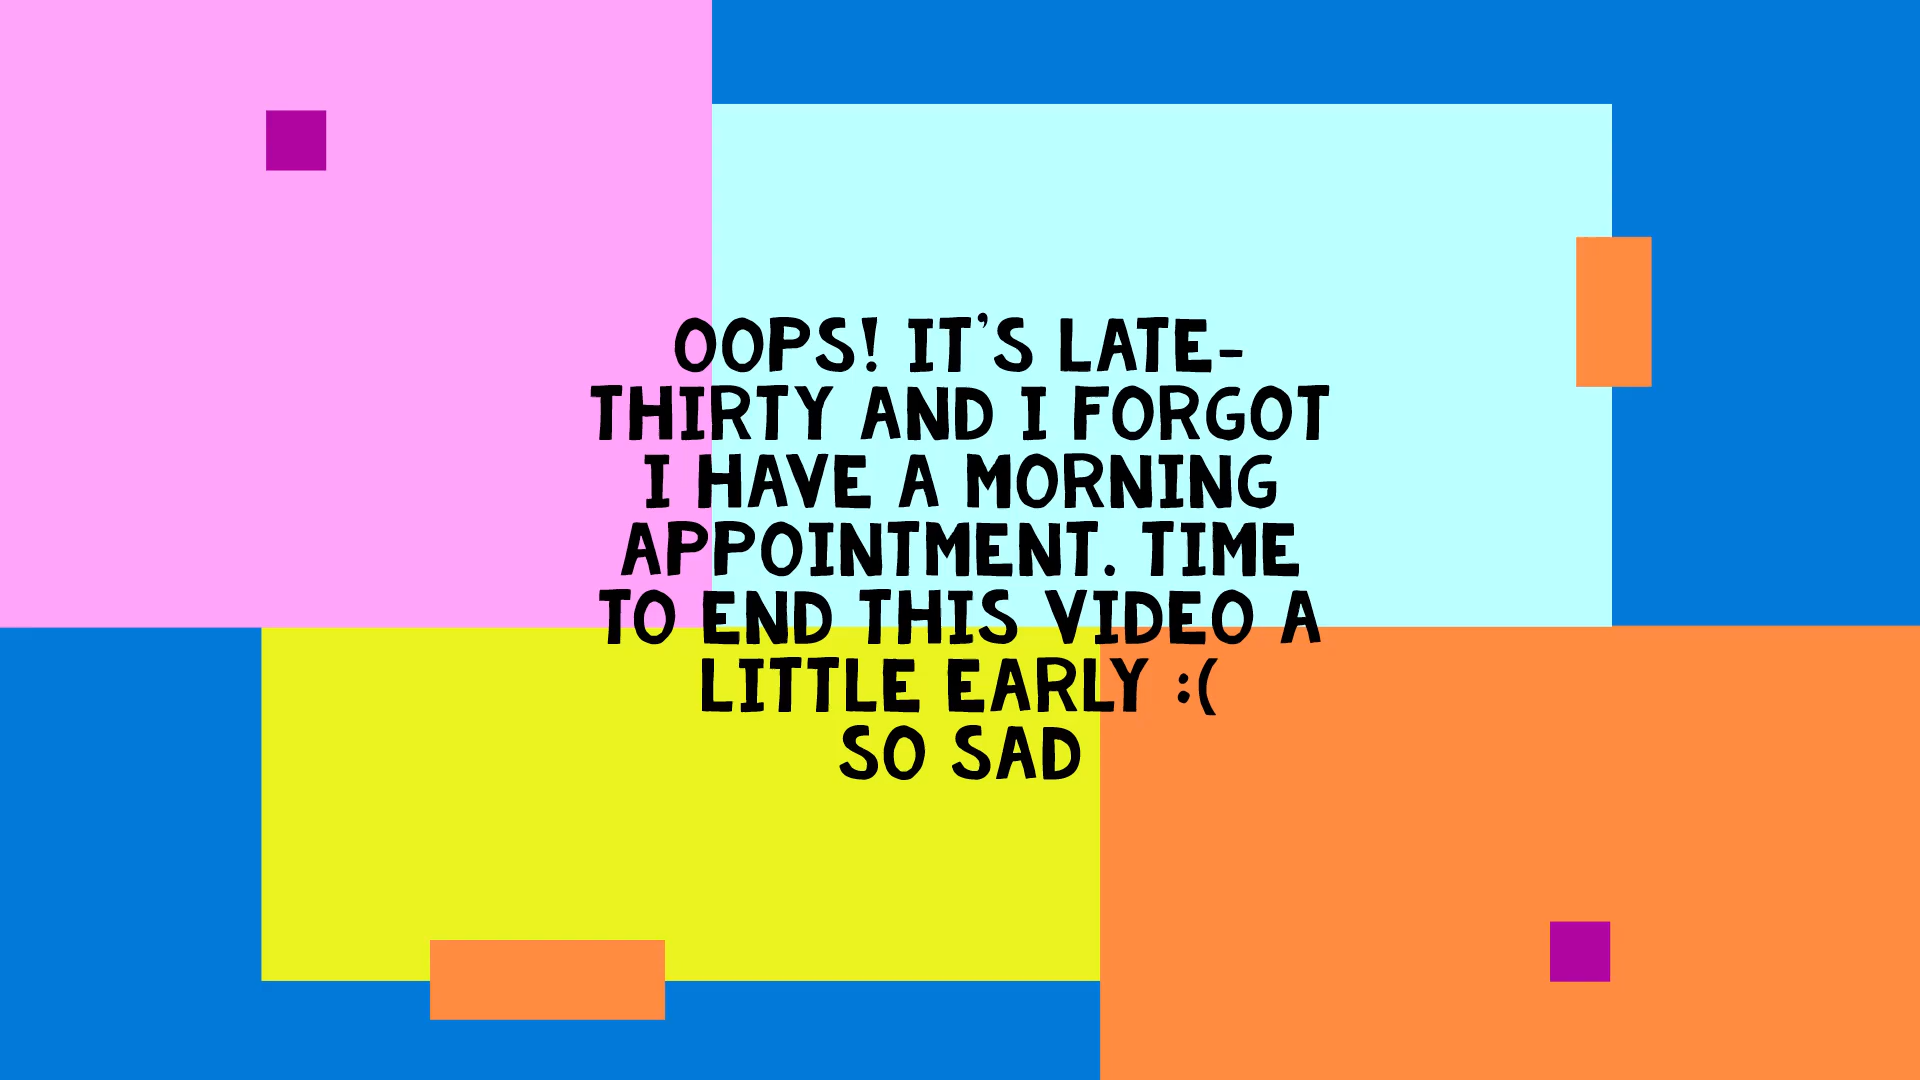 OOPS! IT'S LATE-
THIRTY AND I FORGOT
I HAVE A MORNING
APPOINTMENT. TIME
TO END THIS VIDEO A
LITTLE EARLY :(
SO SAD